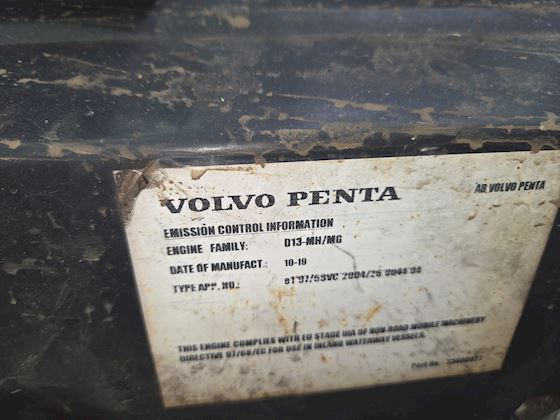 VOLVO PENTA
AB VOLVO PENTA
EMISSION CONTROL INFORMATION
ENGINE FAMILY: D13-MH/MG
DATE OF MANUFACT.: 10-19
TYPE APP.NO.:
THIS ENGINE COMPLIES WITH EU STAGE IIIA OF NON ROAD MOBILE MACHINERY
DIRECTIVE 97/68/EC FOR USE IN INLAND WATERWAY VESSELS.
Part No.